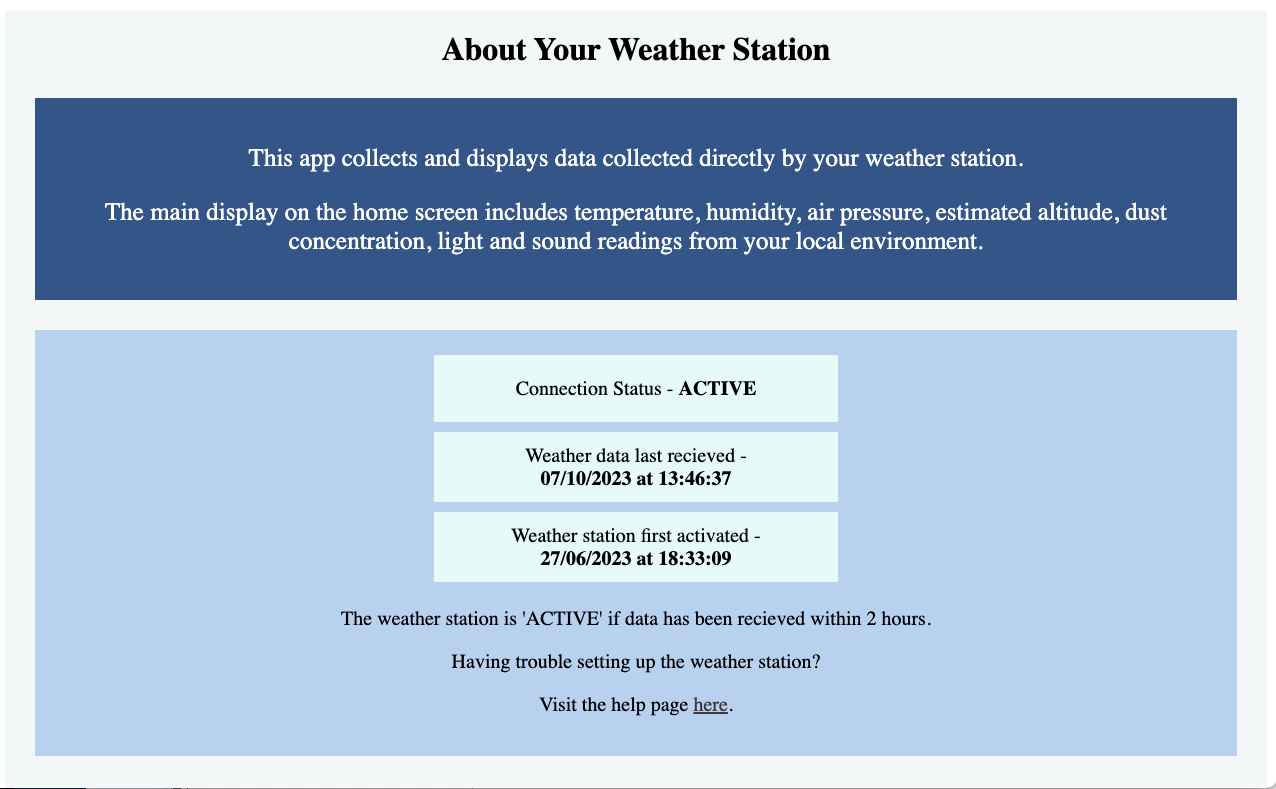 About Your Weather Station
This app collects and displays data collected directly by your weather station.
The main display on the home screen includes temperature, humidity, air pressure, estimated altitude, dust
concentration, light and sound readings from your local environment.
Connection Status - ACTIVE
Weather data last recieved -
07/10/2023 at 13:46:37
Weather station first activated -
27/06/2023 at 18:33:09
The weather station is 'ACTIVE' if data has been recieved within 2 hours.
Having trouble setting up the weather station?
Visit the help page here.